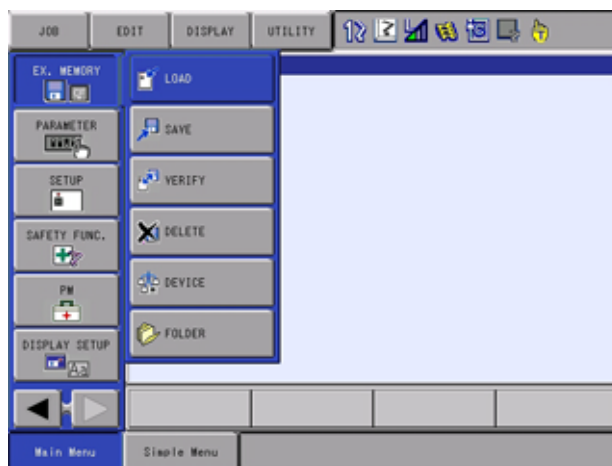 JOB EDIT DISPLAY UTILITY
EX. MEMORY
LOAD
PARAMETER
SAVE
SETUP
VERIFY
SAFETY FUNC.
DELETE
PM
DEVICE
DISPLAY SETUP
FOLDER
Main Menu Simple Menu